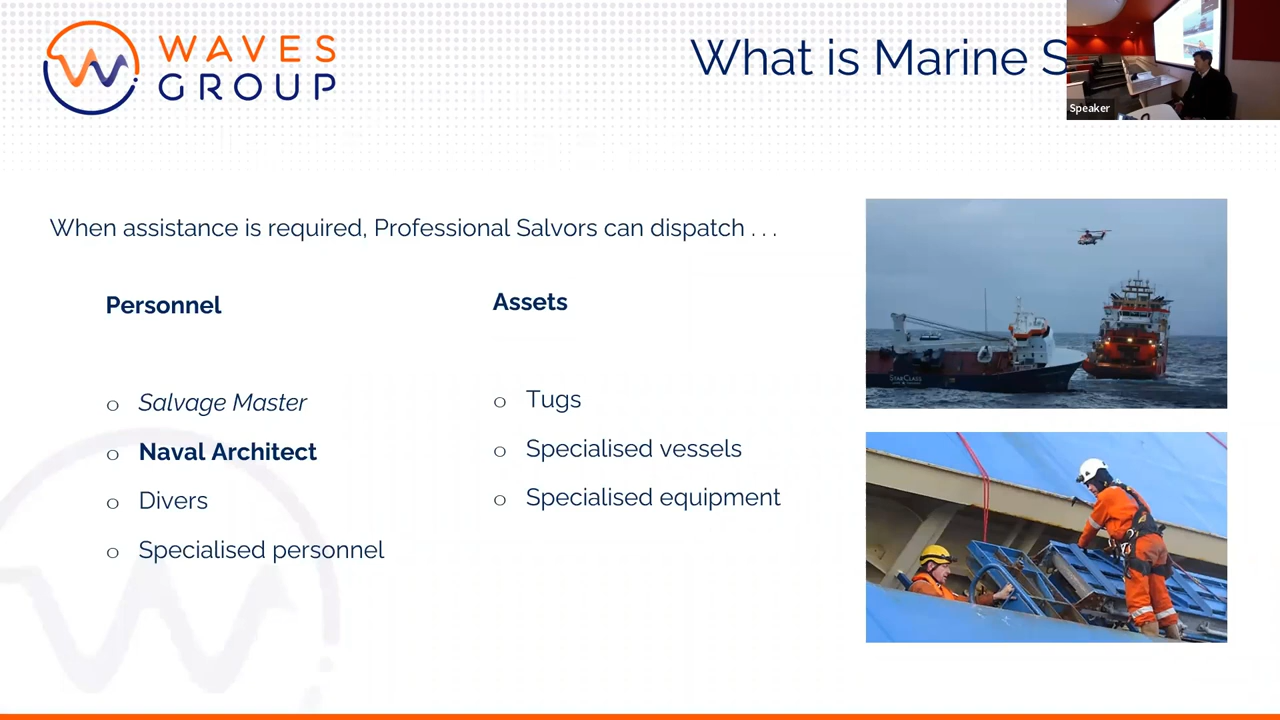 WAVES
GROUP
What is Marine S
Speaker
When assistance is required, Professional Salvors can dispatch . . .
Personnel
Salvage Master
Naval Architect
Divers
Specialised personnel
Assets
Tugs
Specialised vessels
Specialised equipment
STARCLASS